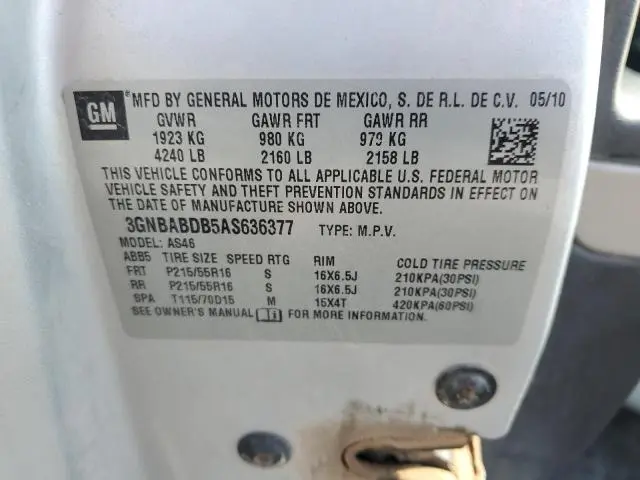 GM ® MFD BY GENERAL MOTORS DE MEXICO, S. DE R.L. DE C.V. 05/10
GVWR GAWR FRT GAWR RR
1923 KG 980 KG 979 KG
4240 LB 2160 LB 2158 LB
THIS VEHICLE CONFORMS TO ALL APPLICABLE U.S. FEDERAL MOTOR
VEHICLE SAFETY AND THEFT PREVENTION STANDARDS IN EFFECT ON
THE DATE OF MANUFACTURE SHOWN ABOVE.
3GNBABDB5AS636377 TYPE: M.P.V.
MODEL: AS46
ABB5 TIRE SIZE SPEED RTG RIM COLD TIRE PRESSURE
FRT P215/55R16 S 16X6.5J 210KPA(30PSI)
RR P215/55R16 S 16X6.5J 210KPA(30PSI)
SPA T115/70D15 M 15X4T 420KPA(60PSI)
SEE OWNER'S MANUAL FOR MORE INFORMATION.